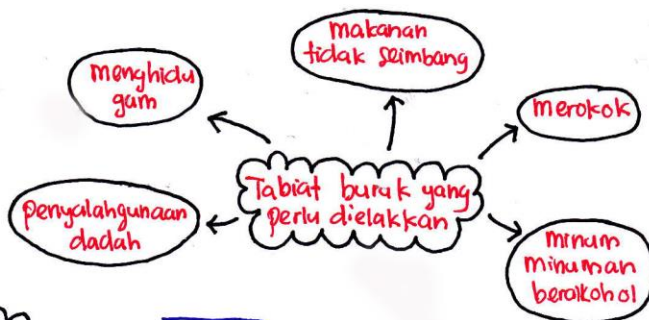 makanan
tidak seimbang
menghidu
gam
merokok
Tabiat buruk yang
perlu dielakkan
penyalahgunaan
dadah
minum
minuman
beralkohol